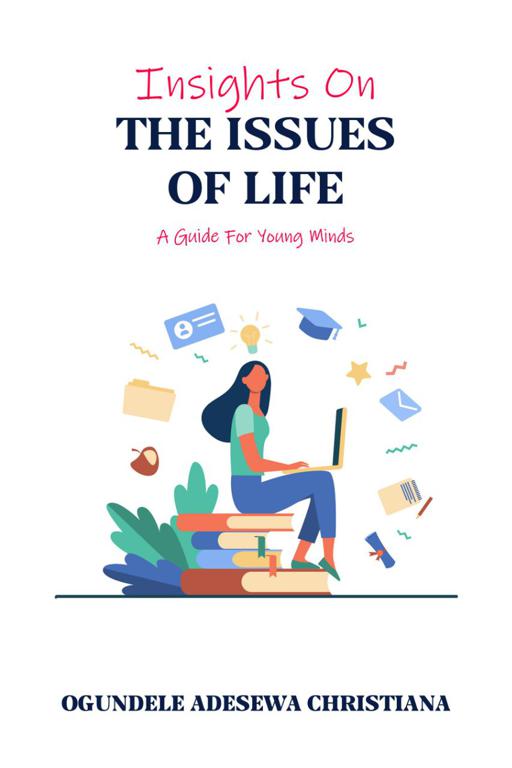 Insights On
THE ISSUES
OF LIFE
A Guide For Young Minds
OGUNDELE ADESEWA CHRISTIANA